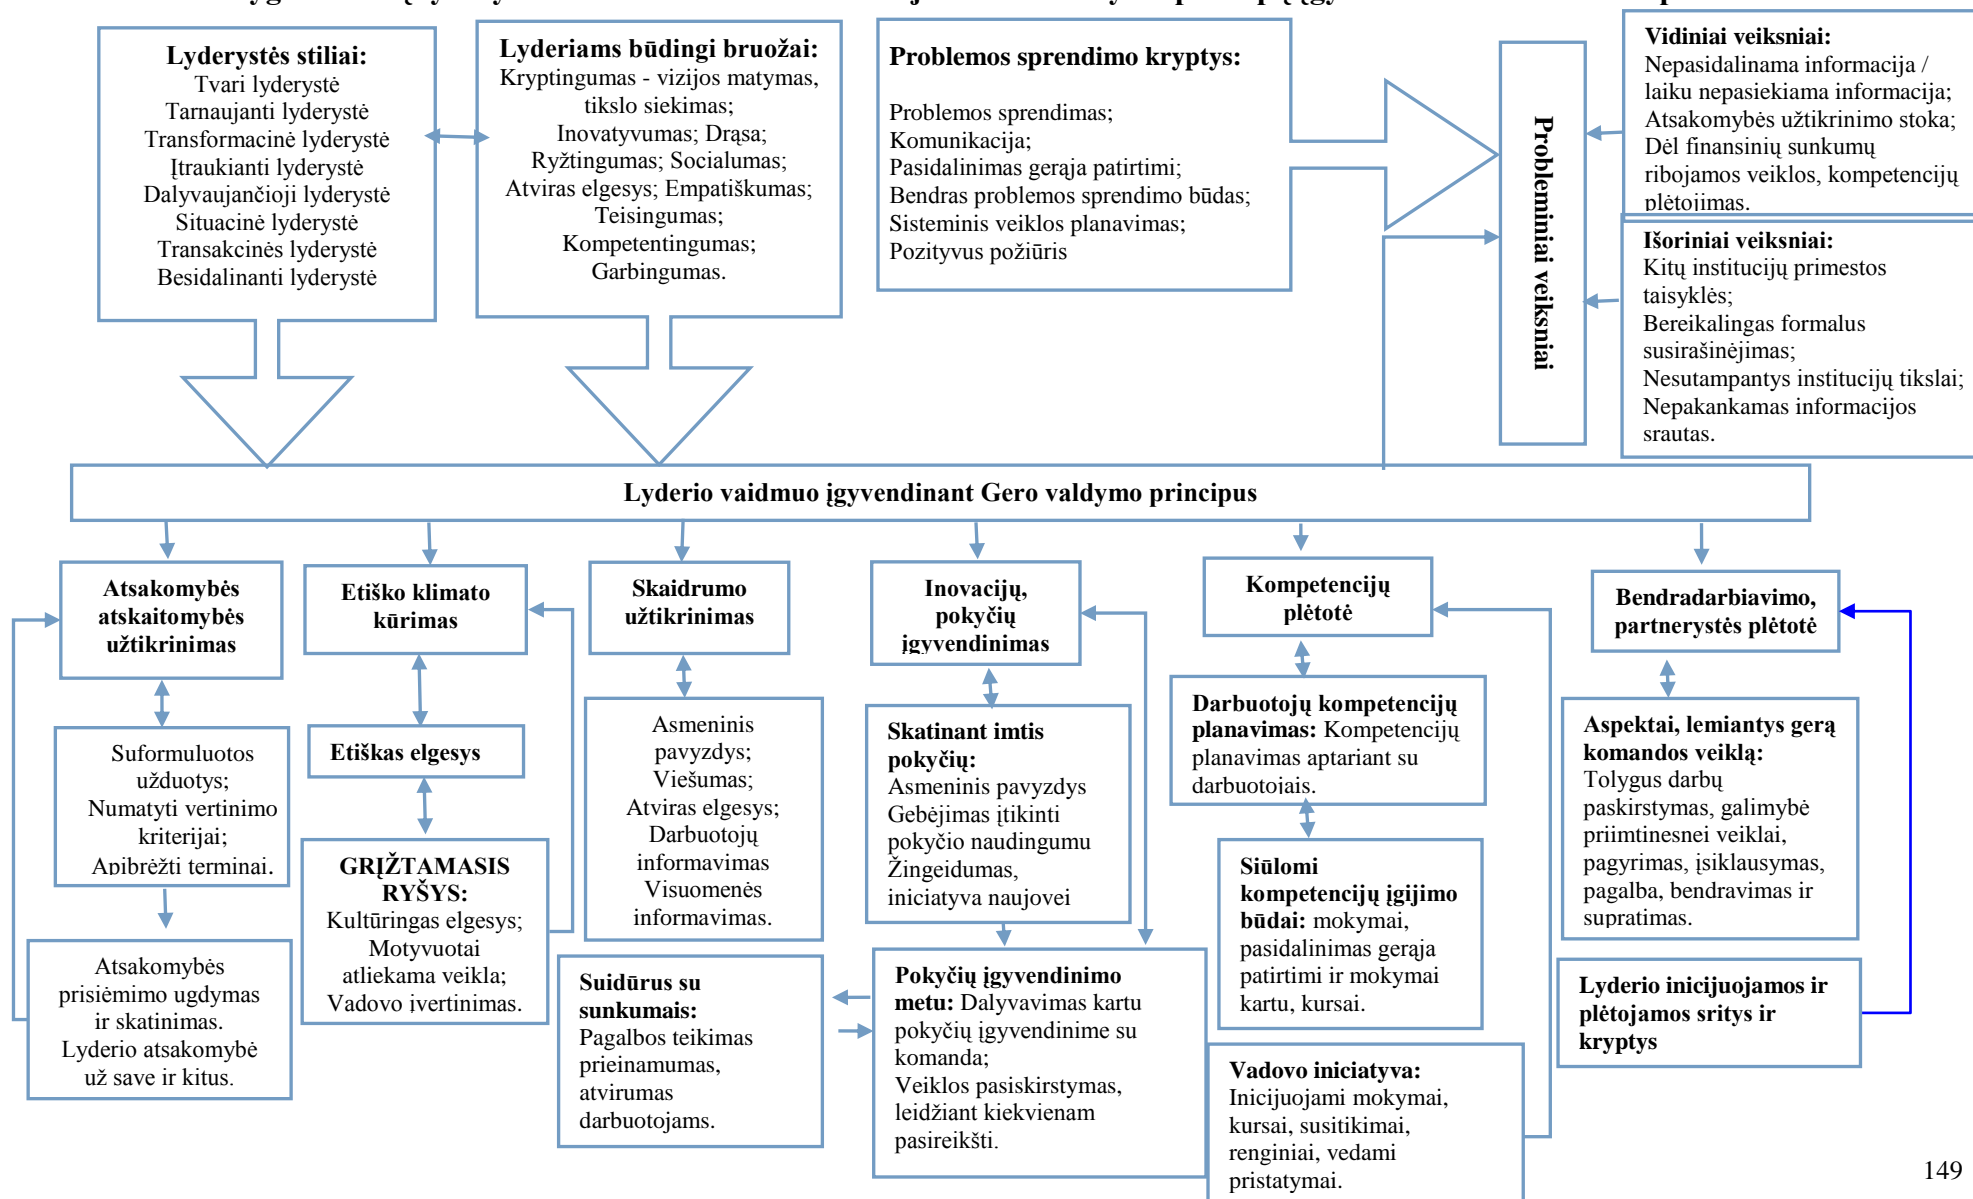 Lyderystės stiliai:
Tvari lyderystė
Tarnaujanti lyderystė
Transformacinė lyderystė
Įtraukianti lyderystė
Dalyvaujančioji lyderystė
Situacinė lyderystė
Transakcinės lyderystė
Besidalinanti lyderystė
Lyderiams būdingi bruožai:
Kryptingumas - vizijos matymas,
tikslo siekimas;
Inovatyvumas; Drąsa;
Ryžtingumas; Socialumas;
Atviras elgesys; Empatiškumas;
Teisingumas;
Kompetentingumas;
Garbingumas.
Problemos sprendimo kryptys:
Problemos sprendimas;
Komunikacija;
Pasidalinimas gerąja patirtimi;
Bendras problemos sprendimo būdas;
Sisteminis veiklos planavimas;
Pozityvus požiūris
Probleminiai veiksniai
Vidiniai veiksniai:
Nepasidalinama informacija /
laiku nepasiekiama informacija;
Atsakomybės užtikrinimo stoka;
Dėl finansinių sunkumų
ribojamos veiklos, kompetencijų
plėtojimas.
Išoriniai veiksniai:
Kitų institucijų primestos
taisyklės;
Bereikalingas formalus
susirašinėjimas;
Nesutampantys institucijų tikslai;
Nepakankamas informacijos
srautas.
Lyderio vaidmuo įgyvendinant Gero valdymo principus
Atsakomybės
atskaitomybės
užtikrinimas
Suformuluotos
užduotys;
Numatyti vertinimo
kriterijai;
Apibrėžti terminai.
Atsakomybės
prisiėmimo ugdymas
ir skatinimas.
Lyderio atsakomybė
už save ir kitus.
Etiško klimato
kūrimas
Etiškas elgesys
GRĮŽTAMASIS
RYŠYS:
Kultūringas elgesys;
Motyvuotai
atliekama veikla;
Vadovo įvertinimas.
Skaidrumo
užtikrinimas
Asmeninis
pavyzdys;
Viešumas;
Atviras elgesys;
Darbuotojų
informavimas
Visuomenės
informavimas.
Suidūrus su
sunkumais:
Pagalbos teikimas
prieinamumas,
atvirumas
darbuotojams.
Inovacijų,
pokyčių
įgyvendinimas
Skatinant imtis
pokyčių:
Asmeninis pavyzdys
Gebėjimas įtikinti
pokyčio naudingumu
Žingeidumas,
iniciatyva naujovei
Pokyčių įgyvendinimo
metu: Dalyvavimas kartu
pokyčių įgyvendinime su
komanda;
Veiklos pasiskirstymas,
leidžiant kiekvienam
pasireikšti.
Kompetencijų
plėtotė
Darbuotojų kompetencijų
planavimas: Kompetencijų
planavimas aptariant su
darbuotojais.
Siūlomi
kompetencijų įgijimo
būdai: mokymai,
pasidalinimas gerąja
patirtimi ir mokymai
kartu, kursai.
Vadovo iniciatyva:
Inicijuojami mokymai,
kursai, susitikimai,
renginiai, vedami
pristatymai.
Bendradarbiavimo,
partnerystės plėtotė
Aspektai, lemiantys gerą
komandos veiklą:
Tolygus darbų
paskirstymas, galimybė
priimtinesnei veiklai,
pagyrimas, įsiklausymas,
pagalba, bendravimas ir
supratimas.
Lyderio inicijuojamos ir
plėtojamos sritys ir
kryptys
149